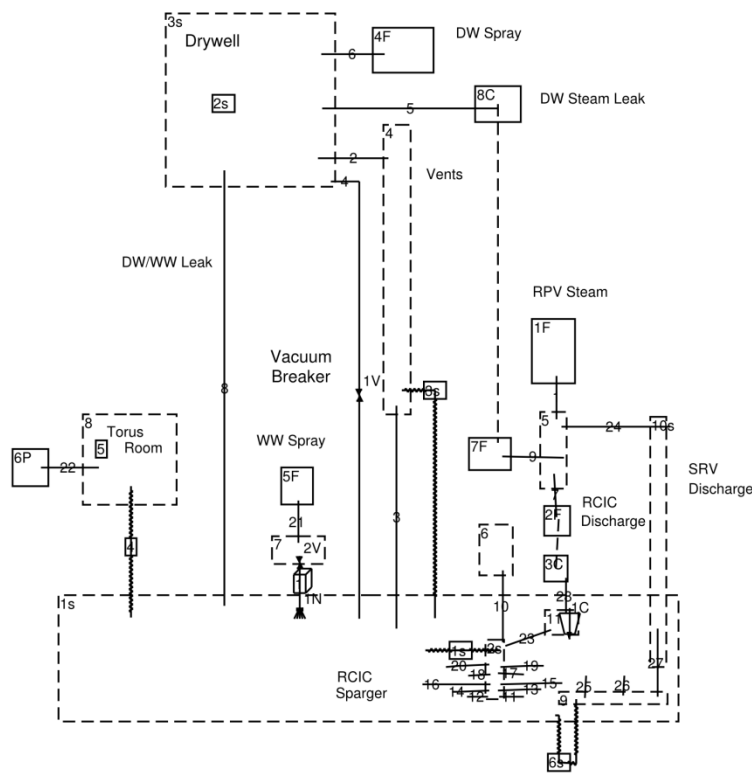 3s
Drywell
4F
DW Spray
6
2s
8C
DW Steam Leak
5
4
2
Vents
4
DW/WW Leak
RPV Steam
1F
8
Vacuum
Breaker
1V
3s
1
8
Torus
Room
5
5
24
10s
WW Spray
7F
9
SRV
Discharge
6P
22
5F
7
RCIC
Discharge
21
3
2F
6
4
7
2V
3C
1
1N
10
28
1s
11
1C
23
1s
2s
RCIC
Sparger
20
19
27
18
17
16
15
25
26
14
13
12
11
9
6s